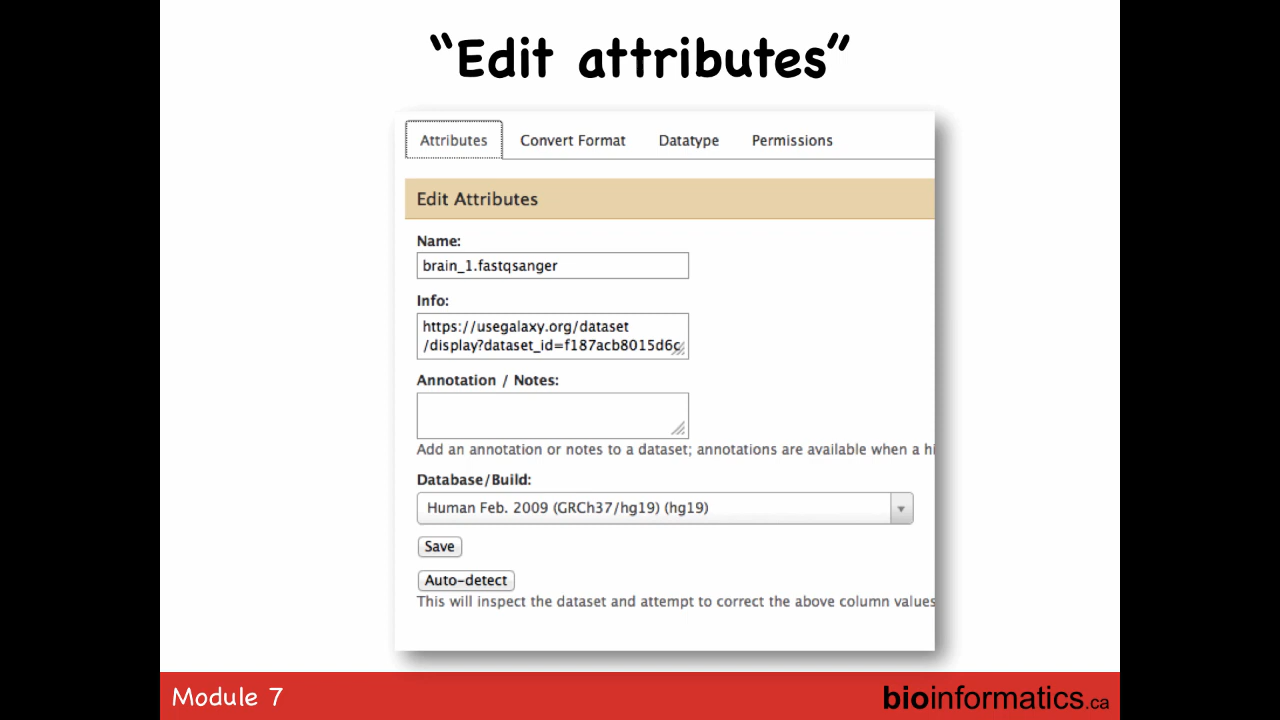 “Edit attributes”
Attributes Convert Format Datatype Permissions
Edit Attributes
Name:
brain_1.fastqsanger
Info:
https://usegalaxy.org/dataset
/display?dataset_id=f187acb8015d6c
Annotation / Notes:
Add an annotation or notes to a dataset; annotations are available when a hi
Database/Build:
Human Feb. 2009 (GRCh37/hg19) (hg19)
Save
Auto-detect
This will inspect the dataset and attempt to correct the above column values
Module 7 bioinformatics.ca